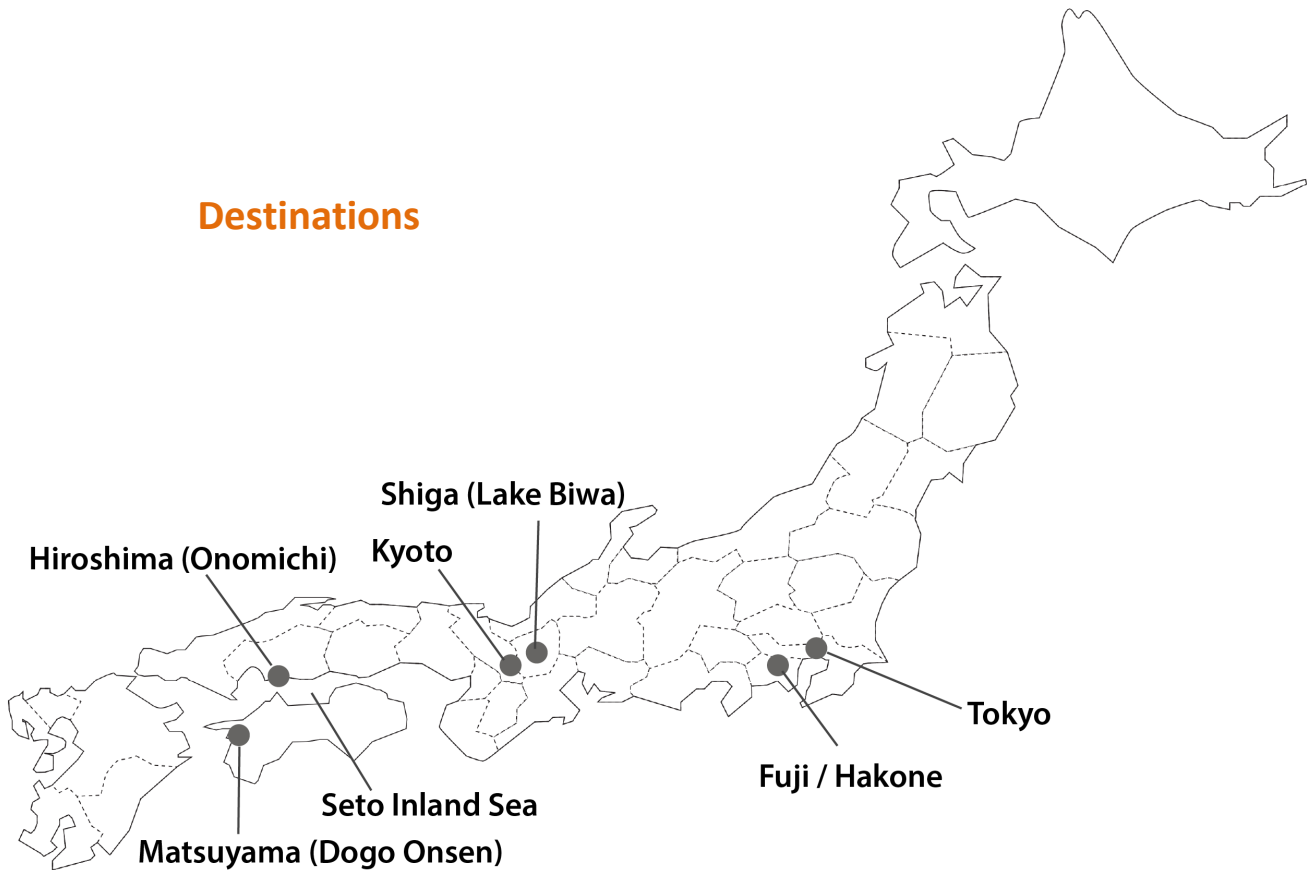 Destinations
Shiga (Lake Biwa)
Kyoto
Hiroshima (Onomichi)
Tokyo
Fuji / Hakone
Seto Inland Sea
Matsuyama (Dogo Onsen)